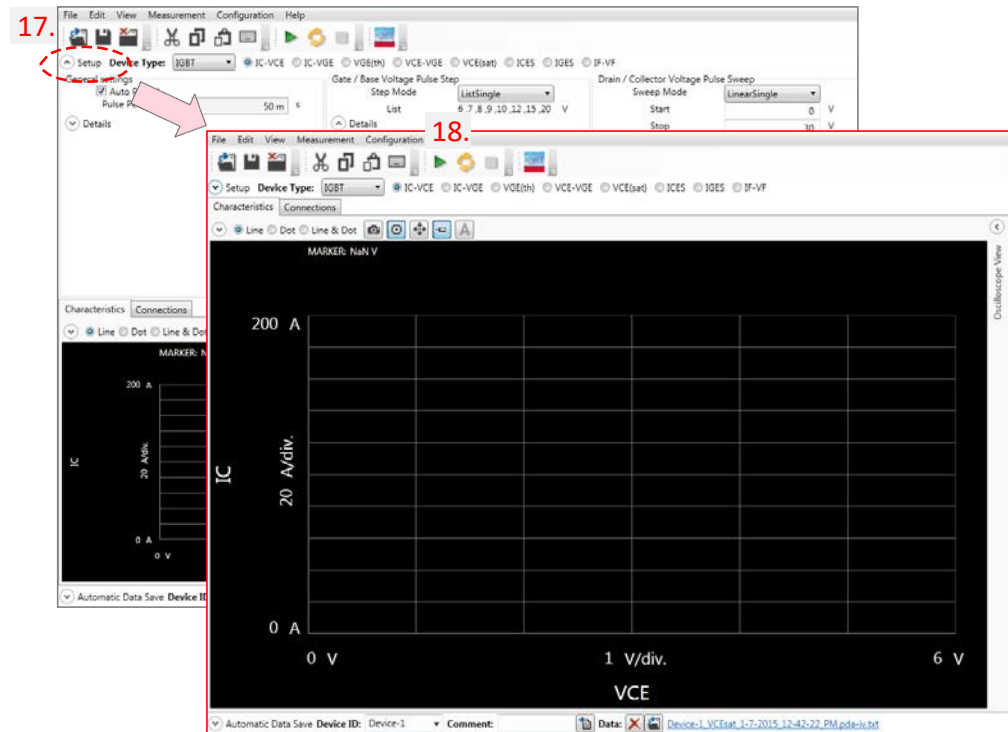 17.
File Edit View Measurement Configuration Help
Setup Device Type: IGBT IC-VCE IC-VGE VGE(th) VCE-VGE VCE(sat) ICES IGES IF-VF
General settings Gate / Base Voltage Pulse Step Drain / Collector Voltage Pulse Sweep
Auto Step Mode ListSingle Sweep Mode LinearSingle
Pulse 50 m s List 6 ,7 ,8 ,9 ,10 ,12 ,15 ,20 V Start 0 V
Details Details Stop 30 V
18.
File Edit View Measurement Configuration
Setup Device Type: IGBT IC-VCE IC-VGE VGE(th) VCE-VGE VCE(sat) ICES IGES IF-VF
Characteristics Connections
Line Dot Line & Dot A
MARKER: NaN V
Oscilloscope View
200 A
IC
20 A/div.
0 A
0 V 1 V/div. 6 V
VCE
Automatic Data Save Device ID: Device-1 Comment: Data: Device-1_VCEsat_1-7-2015_12-42-22_PM.pda-iv.txt
Characteristics Connections
Line Dot Line & Do
MARKER: N
200 A
IC
20 A/div.
0 A
0 V
Automatic Data Save Device I